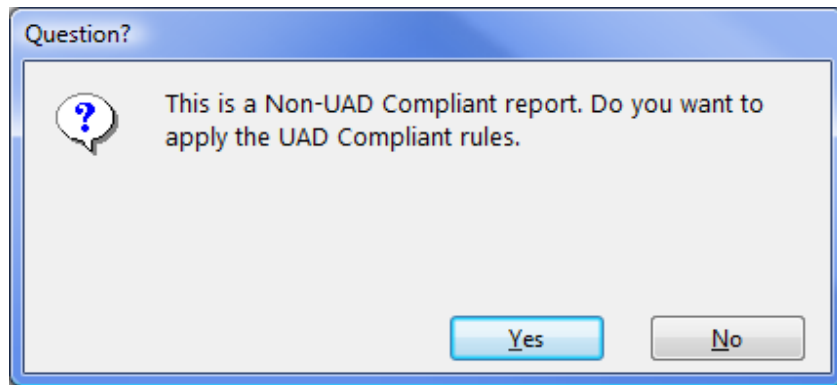 Question?
This is a Non-UAD Compliant report. Do you want to
apply the UAD Compliant rules.
Yes
No